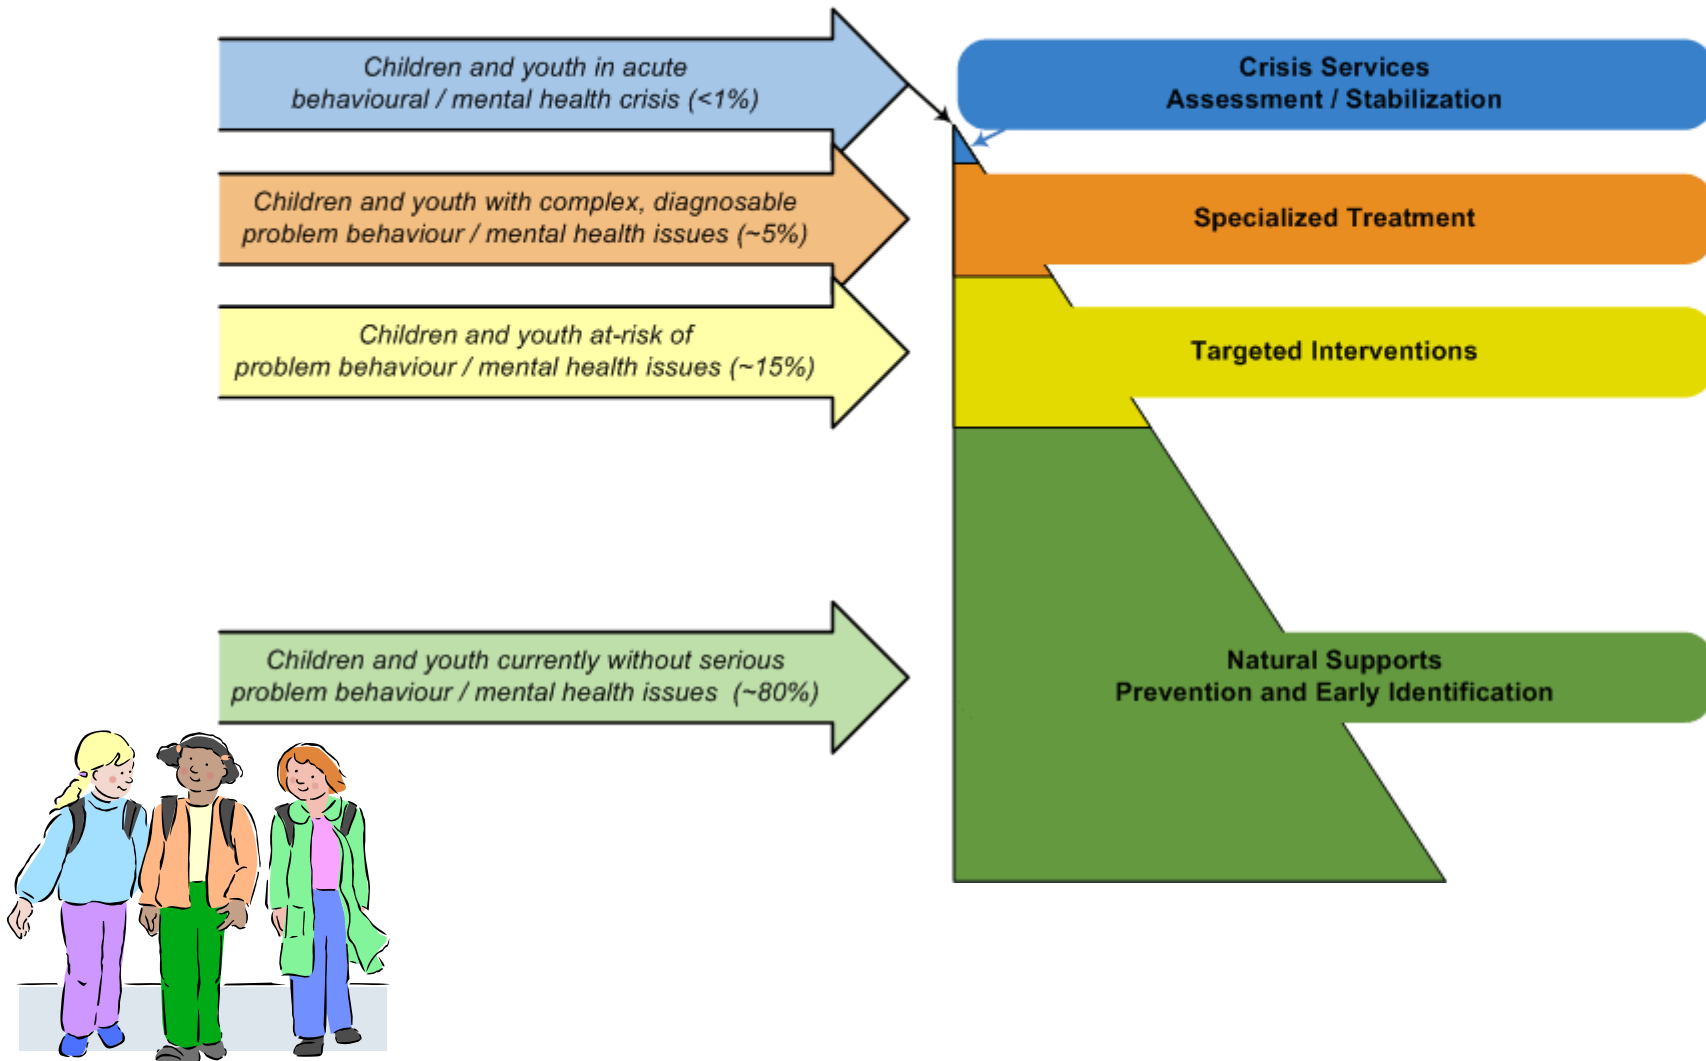 Children and youth in acute
behavioural / mental health crisis (<1%)
Crisis Services
Assessment / Stabilization
Children and youth with complex, diagnosable
problem behaviour / mental health issues (~5%)
Specialized Treatment
Children and youth at-risk of
problem behaviour / mental health issues (~15%)
Targeted Interventions
Children and youth currently without serious
problem behaviour / mental health issues (~80%)
Natural Supports
Prevention and Early Identification